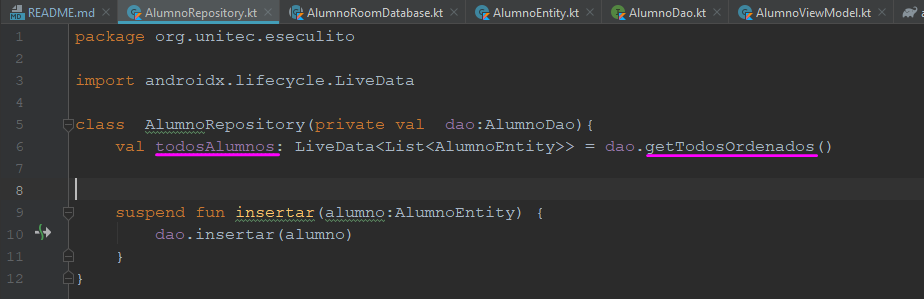 README.md AlumnoRepository.kt AlumnoRoomDatabase.kt AlumnoEntity.kt AlumnoDao.kt AlumnoViewModel.kt
1 package org.unitec.eseculito
2
3 import androidx.lifecycle.LiveData
4
5 class  AlumnoRepository(private val  dao:AlumnoDao){
6     val todosAlumnos: LiveData<List<AlumnoEntity>> = dao.getTodosOrdenados()
7
8
9     suspend fun insertar(alumno:AlumnoEntity) {
10         dao.insertar(alumno)
11     }
12 }